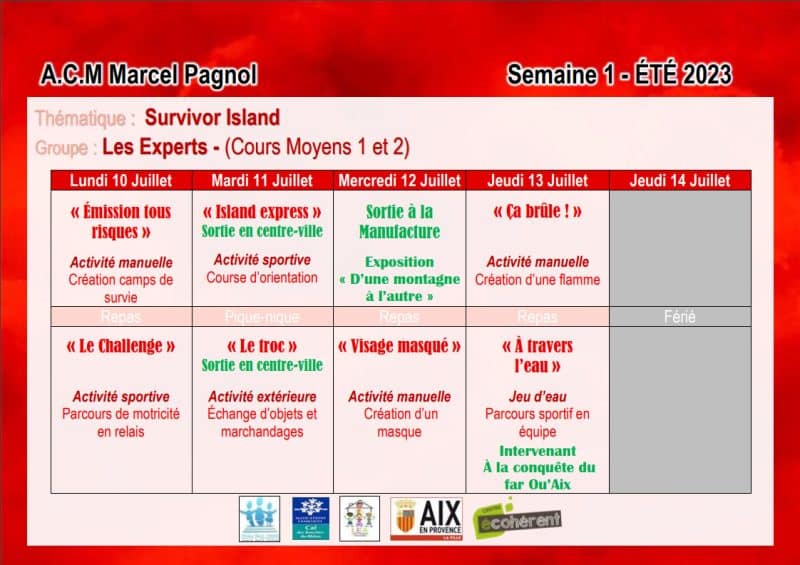 A.C.M Marcel Pagnol
Semaine 1 - ÉTÉ 2023
Thématique : Survivor Island
Groupe : Les Experts - (Cours Moyens 1 et 2)
Lundi 10 Juillet
Mardi 11 Juillet
Mercredi 12 Juillet
Jeudi 13 Juillet
Jeudi 14 Juillet
« Émission tous
risques »
Activité manuelle
Création camps de
survie
« Island express »
Sortie en centre-ville
Activité sportive
Course d'orientation
Sortie à la
Manufacture
Exposition
« D'une montagne
à l'autre »
« Ça brûle ! »
Activité manuelle
Création d'une flamme
Repas
Pique-nique
Repas
Repas
Férié
« Le Challenge »
Activité sportive
Parcours de motricité
en relais
« Le troc »
Sortie en centre-ville
Activité extérieure
Échange d'objets et
marchandages
« Visage masqué »
Activité manuelle
Création d'un
masque
« À travers
l'eau »
Jeu d'eau
Parcours sportif en
équipe
Intervenant
À la conquête du
far Ou'Aix
Caf
AIX
EN PROVENCE
LA VILLE
écohérent